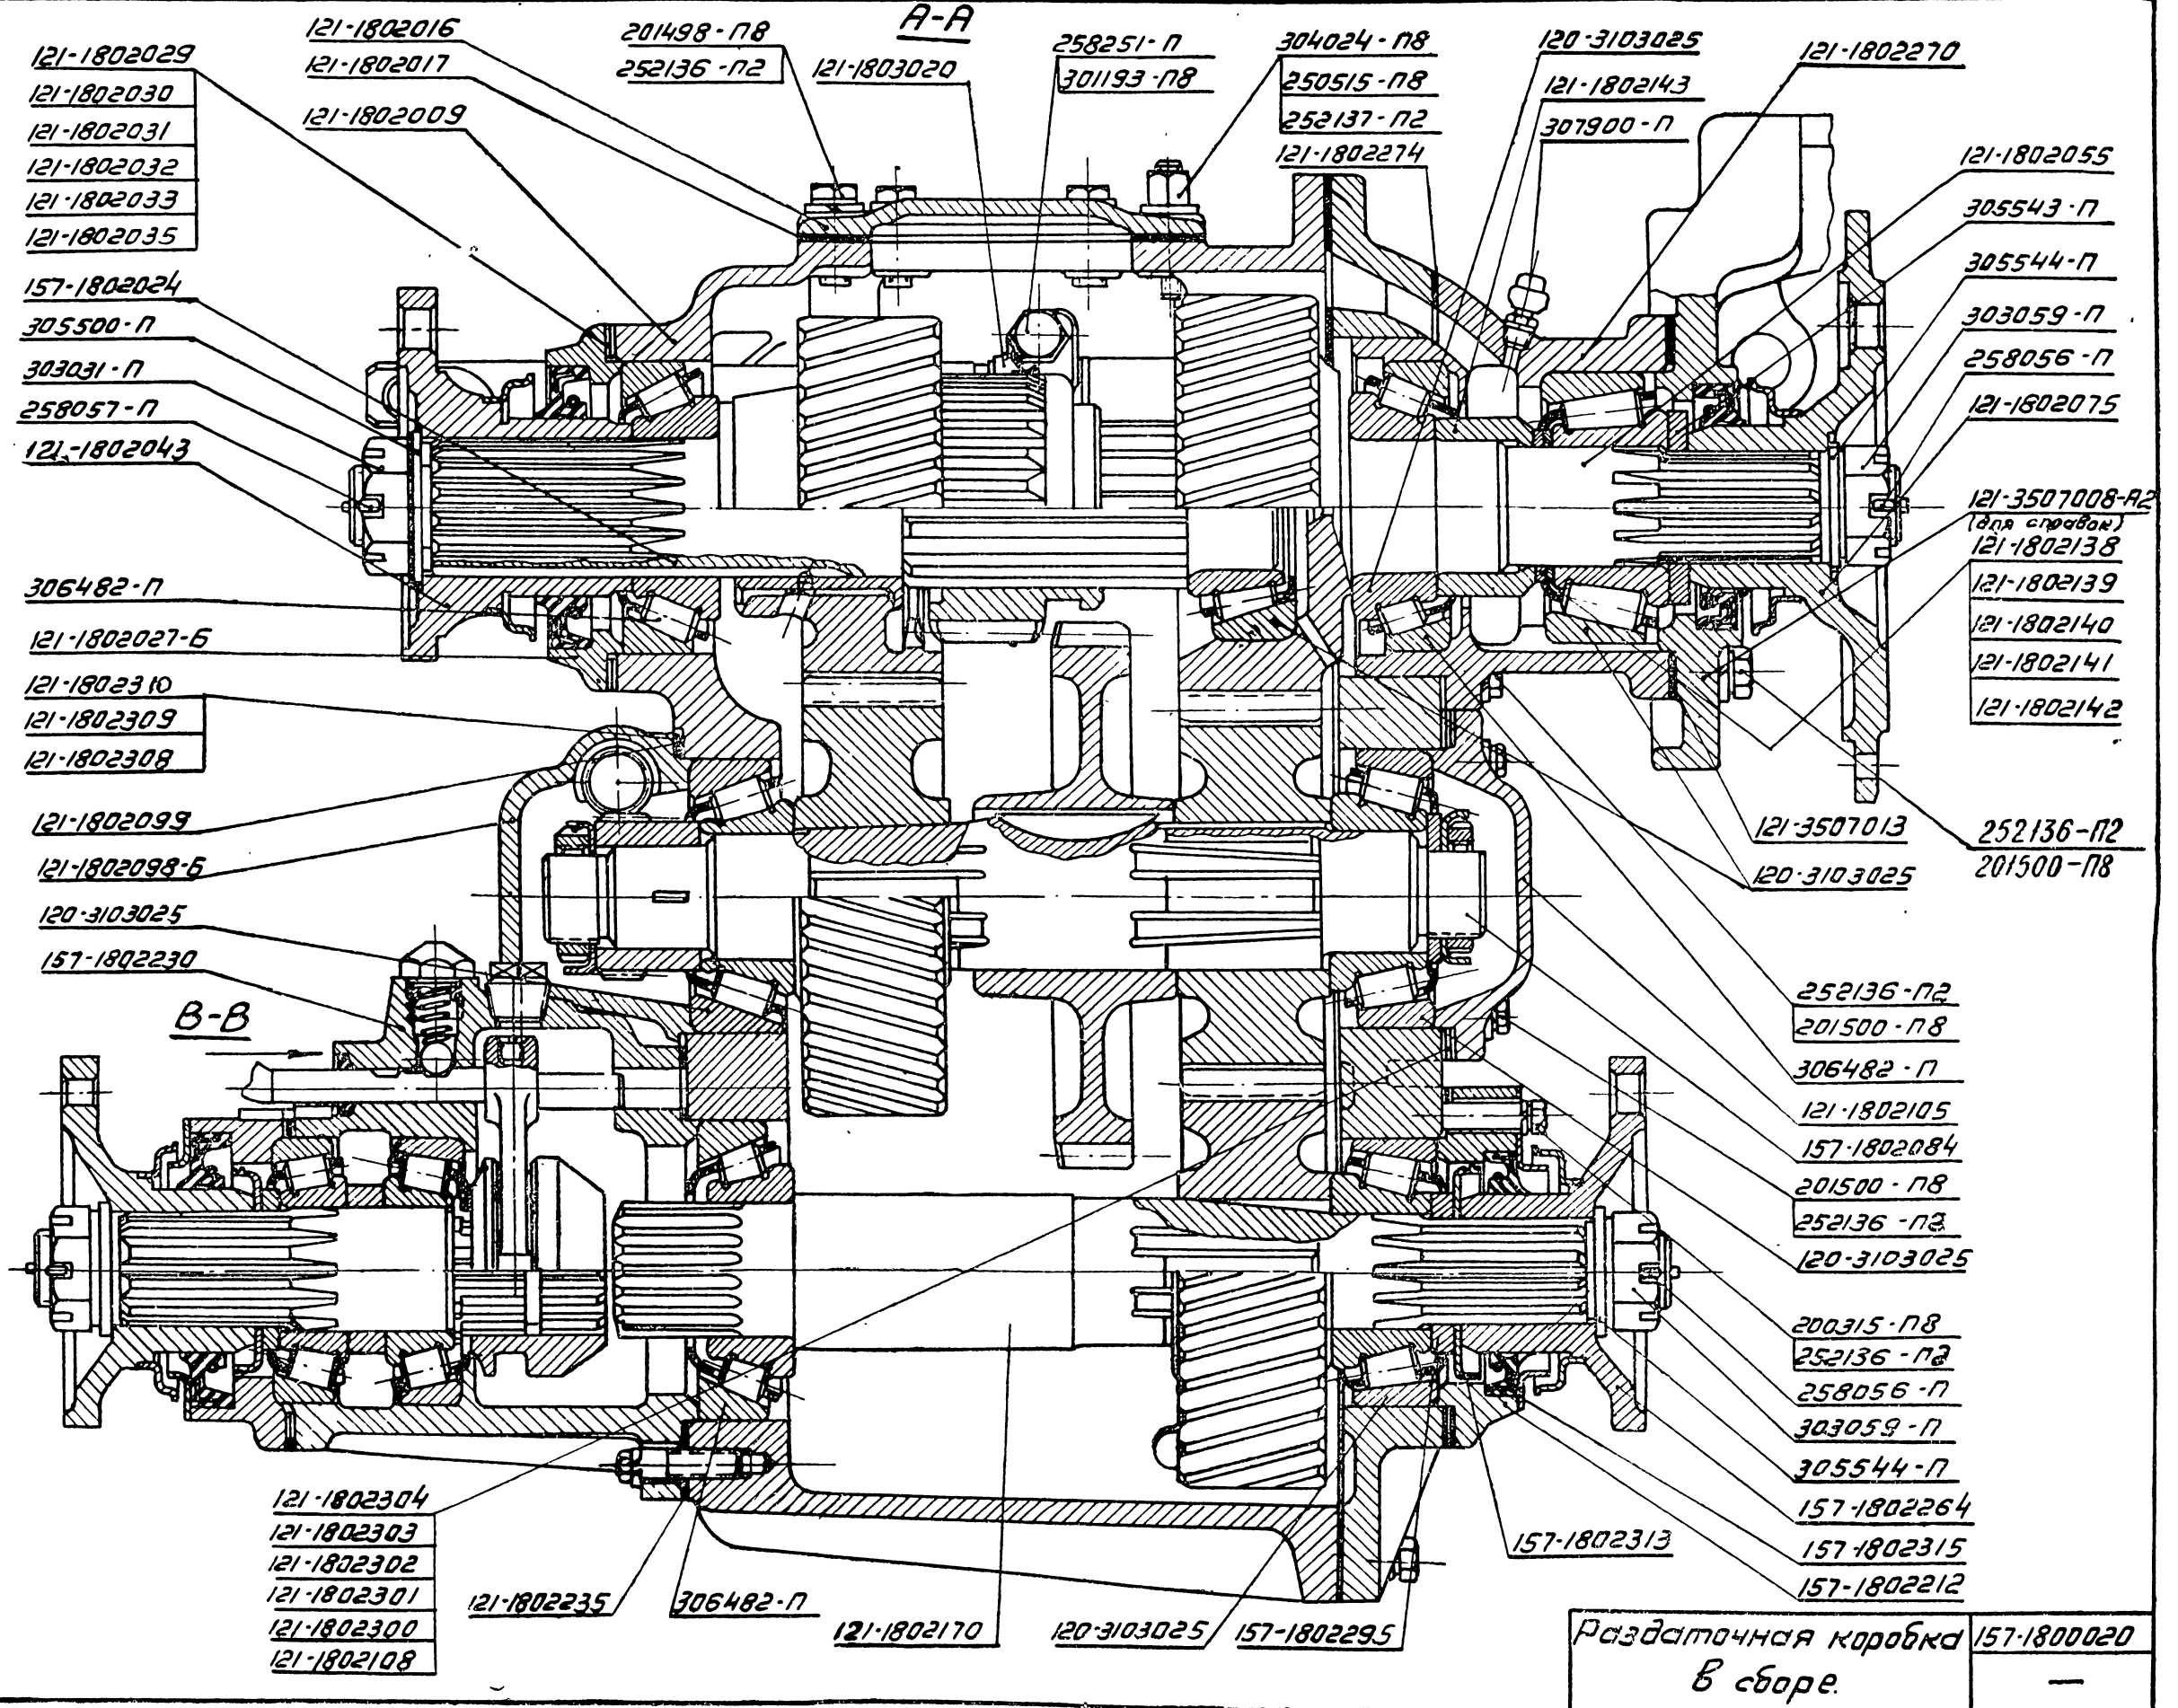 А-А
121-1802029
121-1802030
121-1802031
121-1802032
121-1802033
121-1802035
157-1802024
305500-П
303031-П
258057-П
121-1802043
306482-П
121-1802027-Б
121-1802310
121-1802309
121-1802308
121-1802099
121-1802098-Б
120-3103025
157-1802230
В-В
121-1802016
121-1802017
121-1802009
201498-П8
252136-П2
121-1803020
258251-П
301193-П8
304024-П8
250515-П8
252137-П2
121-1802274
120-3103025
121-1802143
307900-П
121-1802270
121-1802055
305543-П
305544-П
303059-П
258056-П
121-1802075
121-3507008-А2
(для справок)
121-1802138
121-1802139
121-1802140
121-1802141
121-1802142
121-3507013
252136-П2
201500-П8
120-3103025
252136-П2
201500-П8
306482-П
121-1802105
157-1802084
201500-П8
252136-П2
120-3103025
200315-П8
252136-П2
258056-П
303059-П
305544-П
157-1802264
157-1802315
157-1802212
157-1802313
121-1802304
121-1802303
121-1802302
121-1802301
121-1802300
121-1802108
121-1802235
306482-П
121-1802170
120-3103025
157-1802295
Раздаточная коробка
в сборе.
157-1800020
—